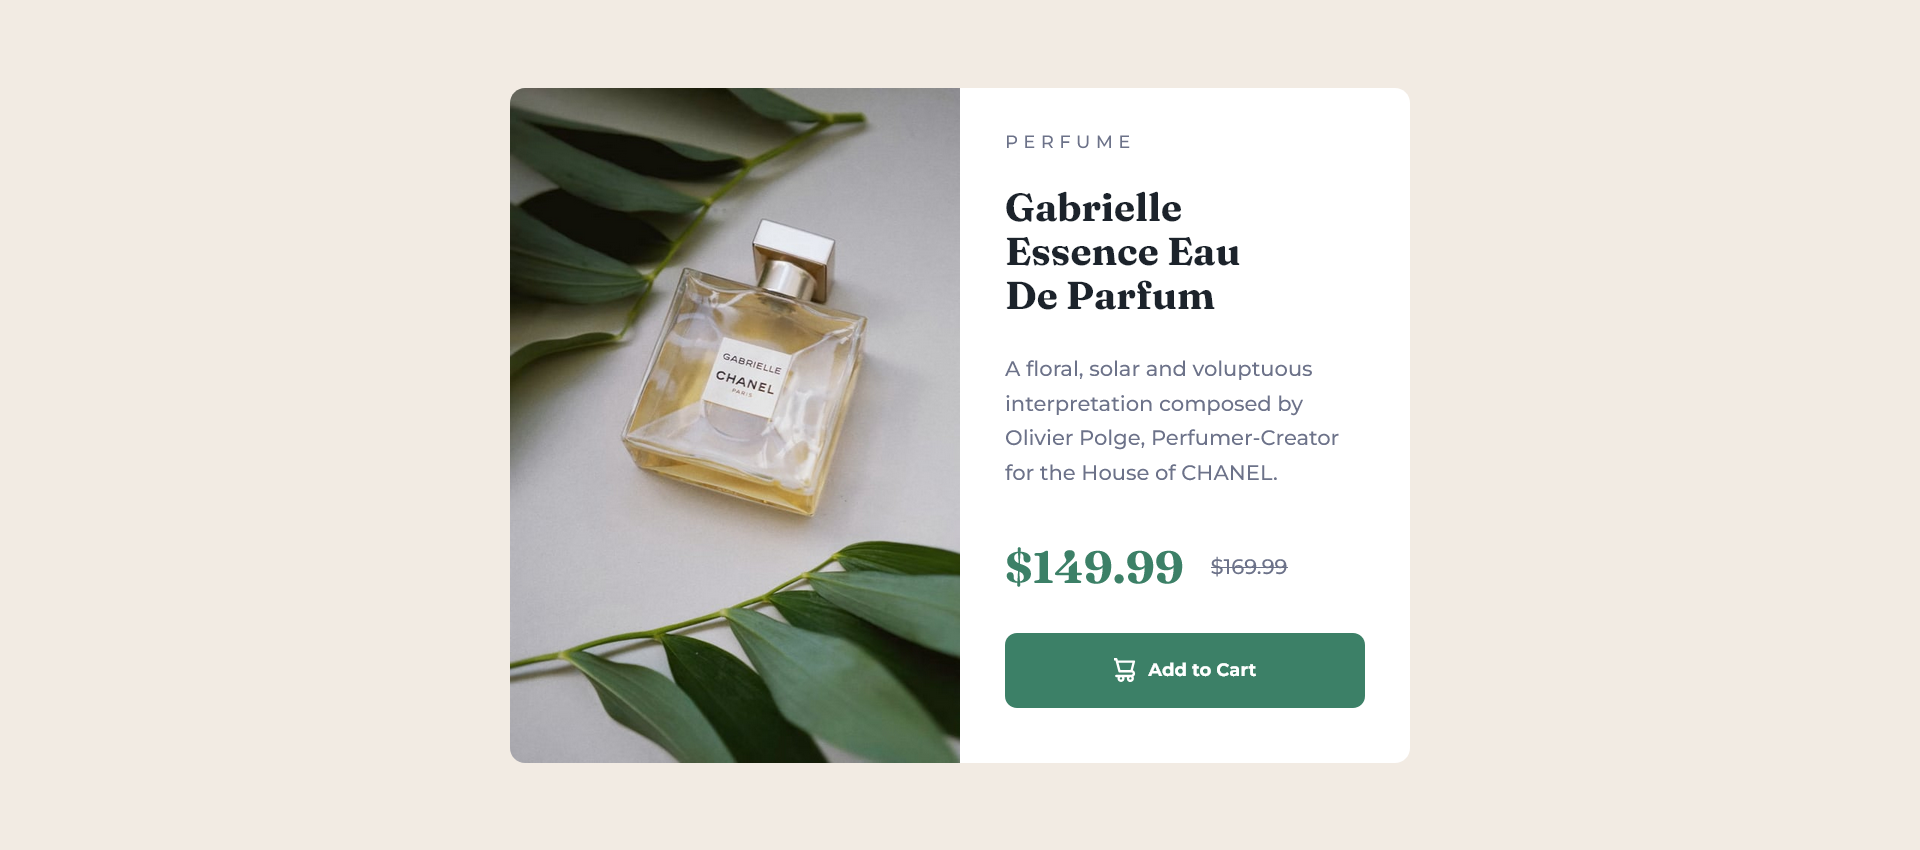 GABRIELLE
CHANEL
PARIS
PERFUME
Gabrielle
Essence Eau
De Parfum
A floral, solar and voluptuous
interpretation composed by
Olivier Polge, Perfumer-Creator
for the House of CHANEL.
$149.99 $169.99
Add to Cart